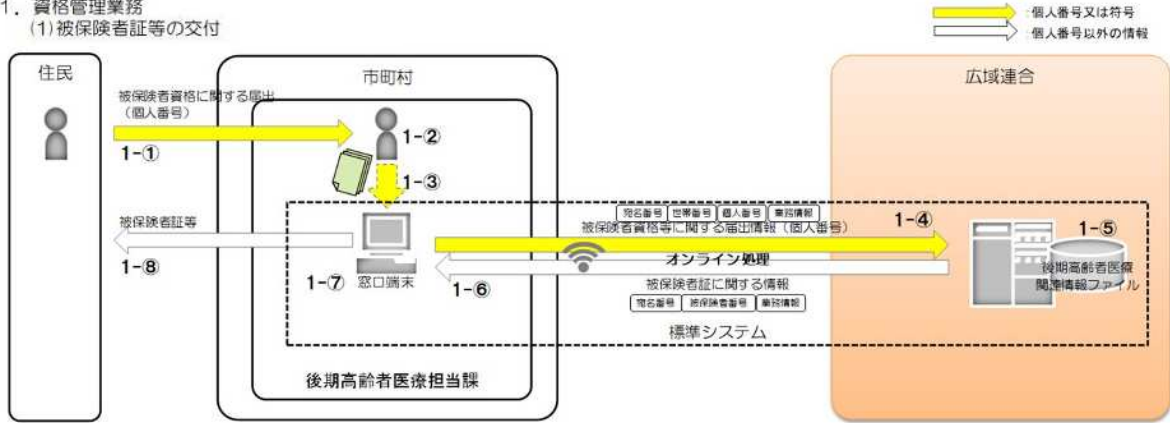 1．資格管理業務
(1)被保険者証等の交付
:個人番号又は符号
:個人番号以外の情報
住民
市町村
広域連合
被保険者資格に関する届出
（個人番号）
1-①
1-②
1-③
宛名番号 世帯番号 個人番号 業務情報
被保険者資格等に関する届出情報（個人番号）
1-④
1-⑤
被保険者証等
オンライン処理
後期高齢者医療
関連情報ファイル
1-⑧
1-⑦
窓口端末
1-⑥
被保険者証に関する情報
宛名番号 被保険者番号 業務情報
標準システム
後期高齢者医療担当課